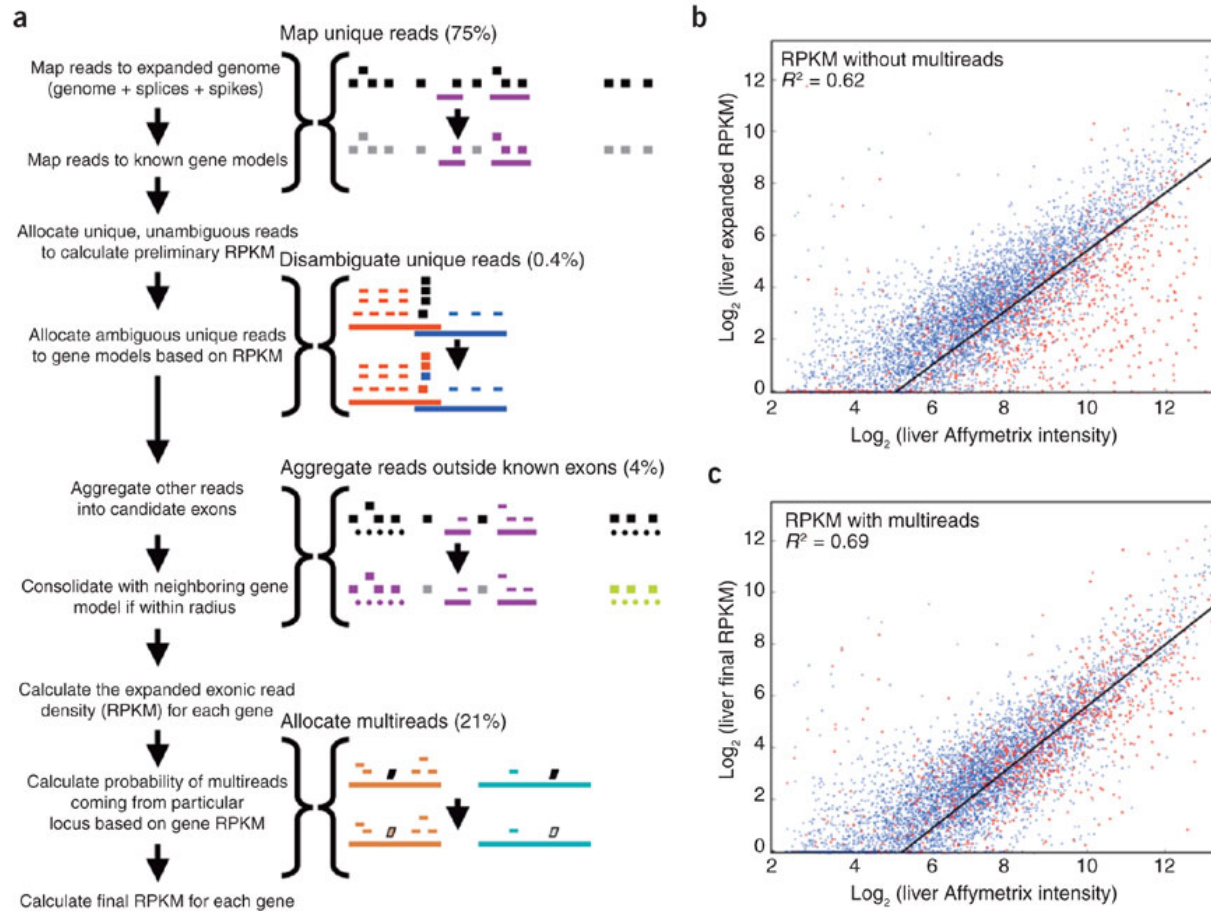 a
Map unique reads (75%)
Map reads to expanded genome
(genome + splices + spikes)
Map reads to known gene models
Allocate unique, unambiguous reads
to calculate preliminary RPKM
Disambiguate unique reads (0.4%)
Allocate ambiguous unique reads
to gene models based on RPKM
Aggregate reads outside known exons (4%)
Aggregate other reads
into candidate exons
Consolidate with neighboring gene
model if within radius
Calculate the expanded exonic read
density (RPKM) for each gene
Allocate multireads (21%)
Calculate probability of multireads
coming from particular
locus based on gene RPKM
Calculate final RPKM for each gene
b
RPKM without multireads
R² = 0.62
Log₂ (liver expanded RPKM)
12
10
8
6
4
2
0
2 4 6 8 10 12
Log₂ (liver Affymetrix intensity)
c
RPKM with multireads
R² = 0.69
Log₂ (liver final RPKM)
12
10
8
6
4
2
0
2 4 6 8 10 12
Log₂ (liver Affymetrix intensity)